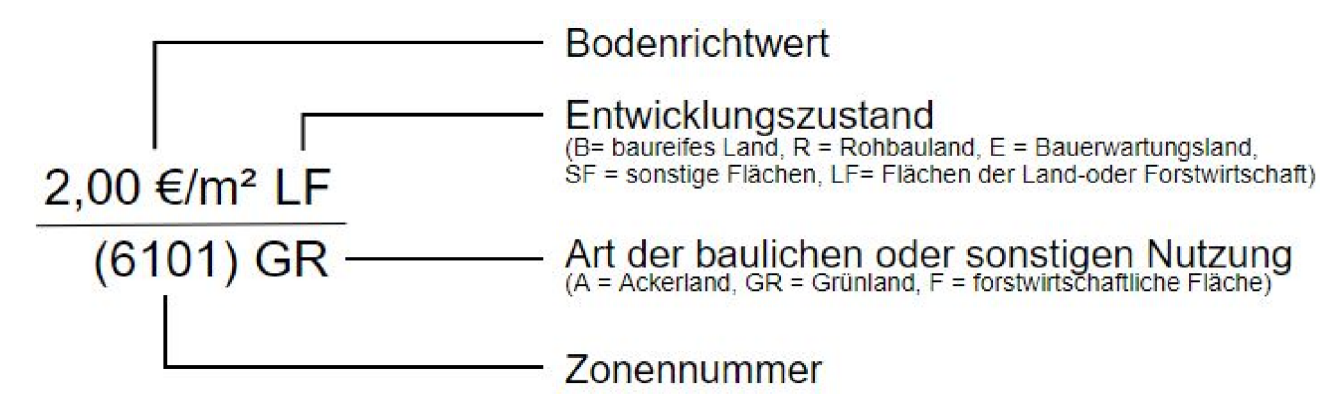 Bodenrichtwert
Entwicklungszustand
(B= baureifes Land, R = Rohbauland, E = Bauerwartungsland,
SF = sonstige Flächen, LF= Flächen der Land-oder Forstwirtschaft)
2,00 €/m² LF
(6101) GR
Art der baulichen oder sonstigen Nutzung
(A = Ackerland, GR = Grünland, F = forstwirtschaftliche Fläche)
Zonennummer